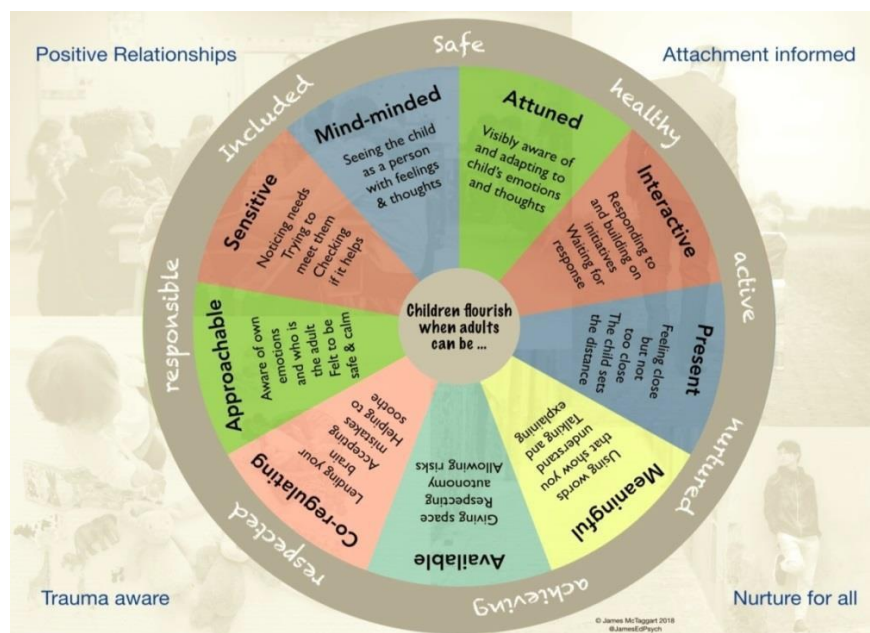 Positive Relationships
Attachment informed
Safe
healthy
active
nurtured
achieving
respected
responsible
Included
Children flourish
when adults
can be ...
Attuned
Visibly aware of
and adapting to
child's emotions
and thoughts
Interactive
Responding to
and building on
initiatives
Waiting for
response
Present
Feeling close
but not
too close
The child sets
the distance
Meaningful
Using words
that show you
understand
Talking and
explaining
Available
Giving space
Respecting
autonomy
Allowing risks
Co-regulating
Lending your
brain
Accepting
mistakes
Helping to
soothe
Approachable
Aware of own
emotions
and who is
the adult
Felt to be
safe & calm
Sensitive
Noticing needs
Trying to
meet them
Checking
if it helps
Mind-minded
Seeing the child
as a person
with feelings
& thoughts
Trauma aware
Nurture for all
© James McTaggart 2018
@JamesEdPsych